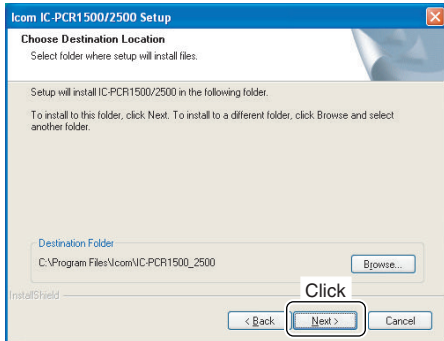 Icom IC-PCR1500/2500 Setup
Choose Destination Location
Select folder where setup will install files.
Setup will install IC-PCR1500/2500 in the following folder.
To install to this folder, click Next. To install to a different folder, click Browse and select
another folder.
Destination Folder
C:\Program Files\Icom\IC-PCR1500_2500
Browse...
Click
InstallShield
< Back
Next >
Cancel